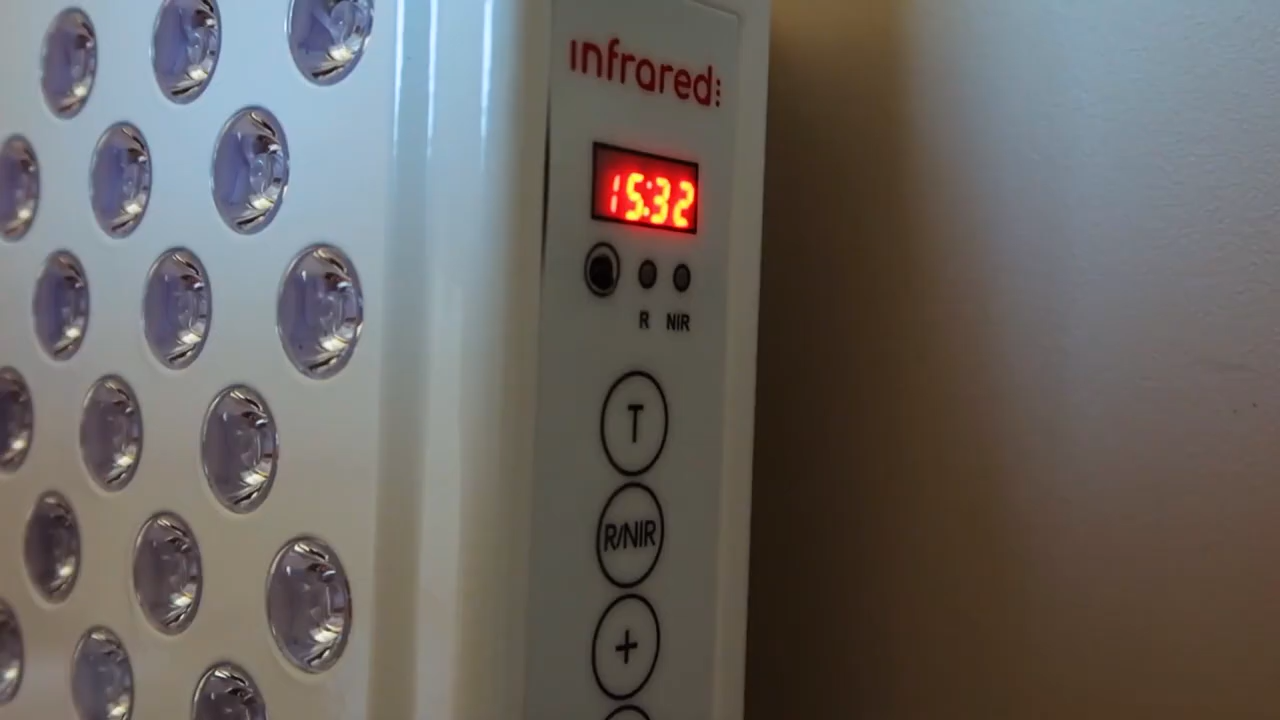 infrared
15:32
R NIR
T
R/NIR
+